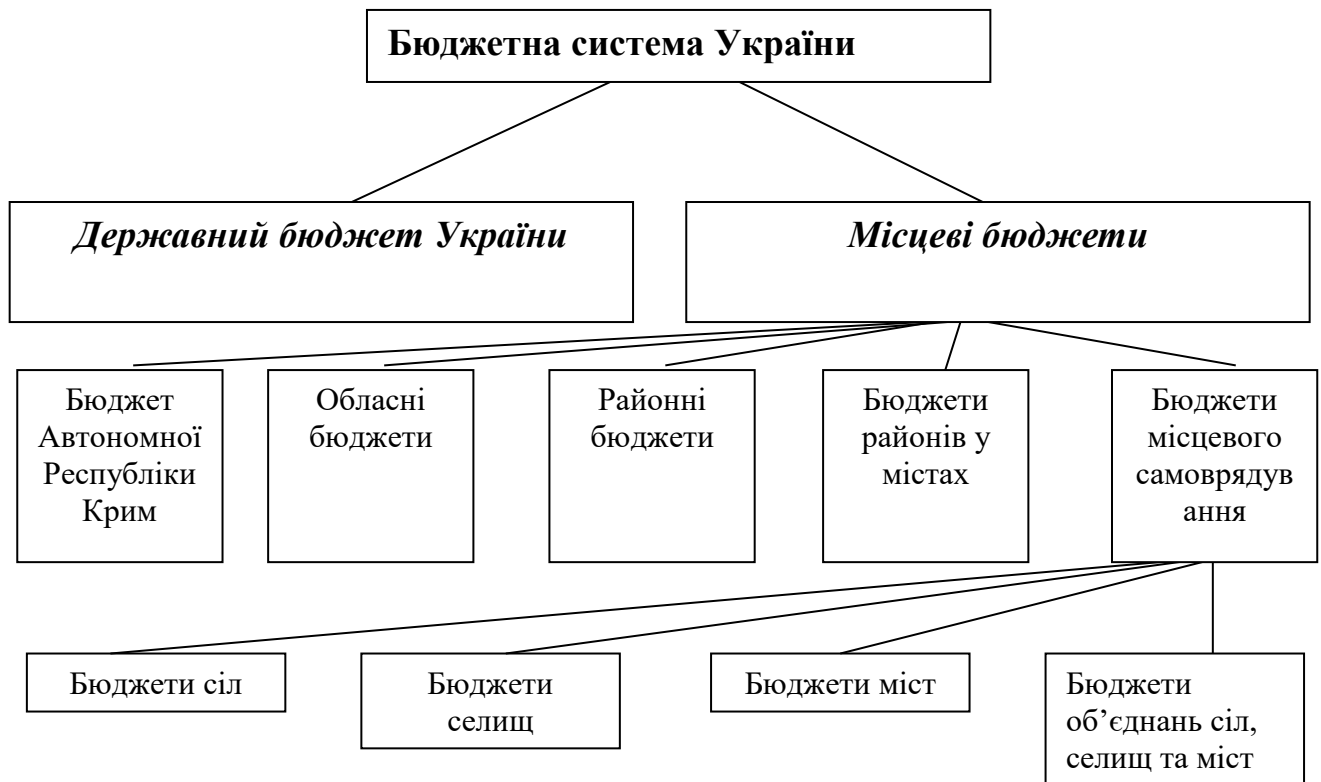 Бюджетна система України
Державний бюджет України
Місцеві бюджети
Бюджет
Автономної
Республіки
Крим
Обласні
бюджети
Районні
бюджети
Бюджети
районів у
містах
Бюджети
місцевого
самоврядув
ання
Бюджети сіл
Бюджети
селищ
Бюджети міст
Бюджети
об’єднань сіл,
селищ та міст